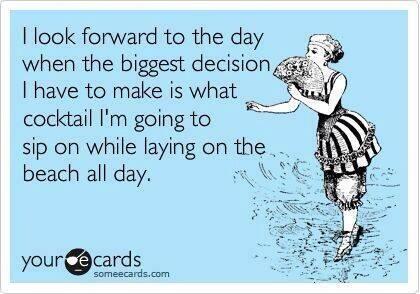 I look forward to the day
when the biggest decision
I have to make is what
cocktail I'm going to
sip on while laying on the
beach all day.
your e cards
someecards.com